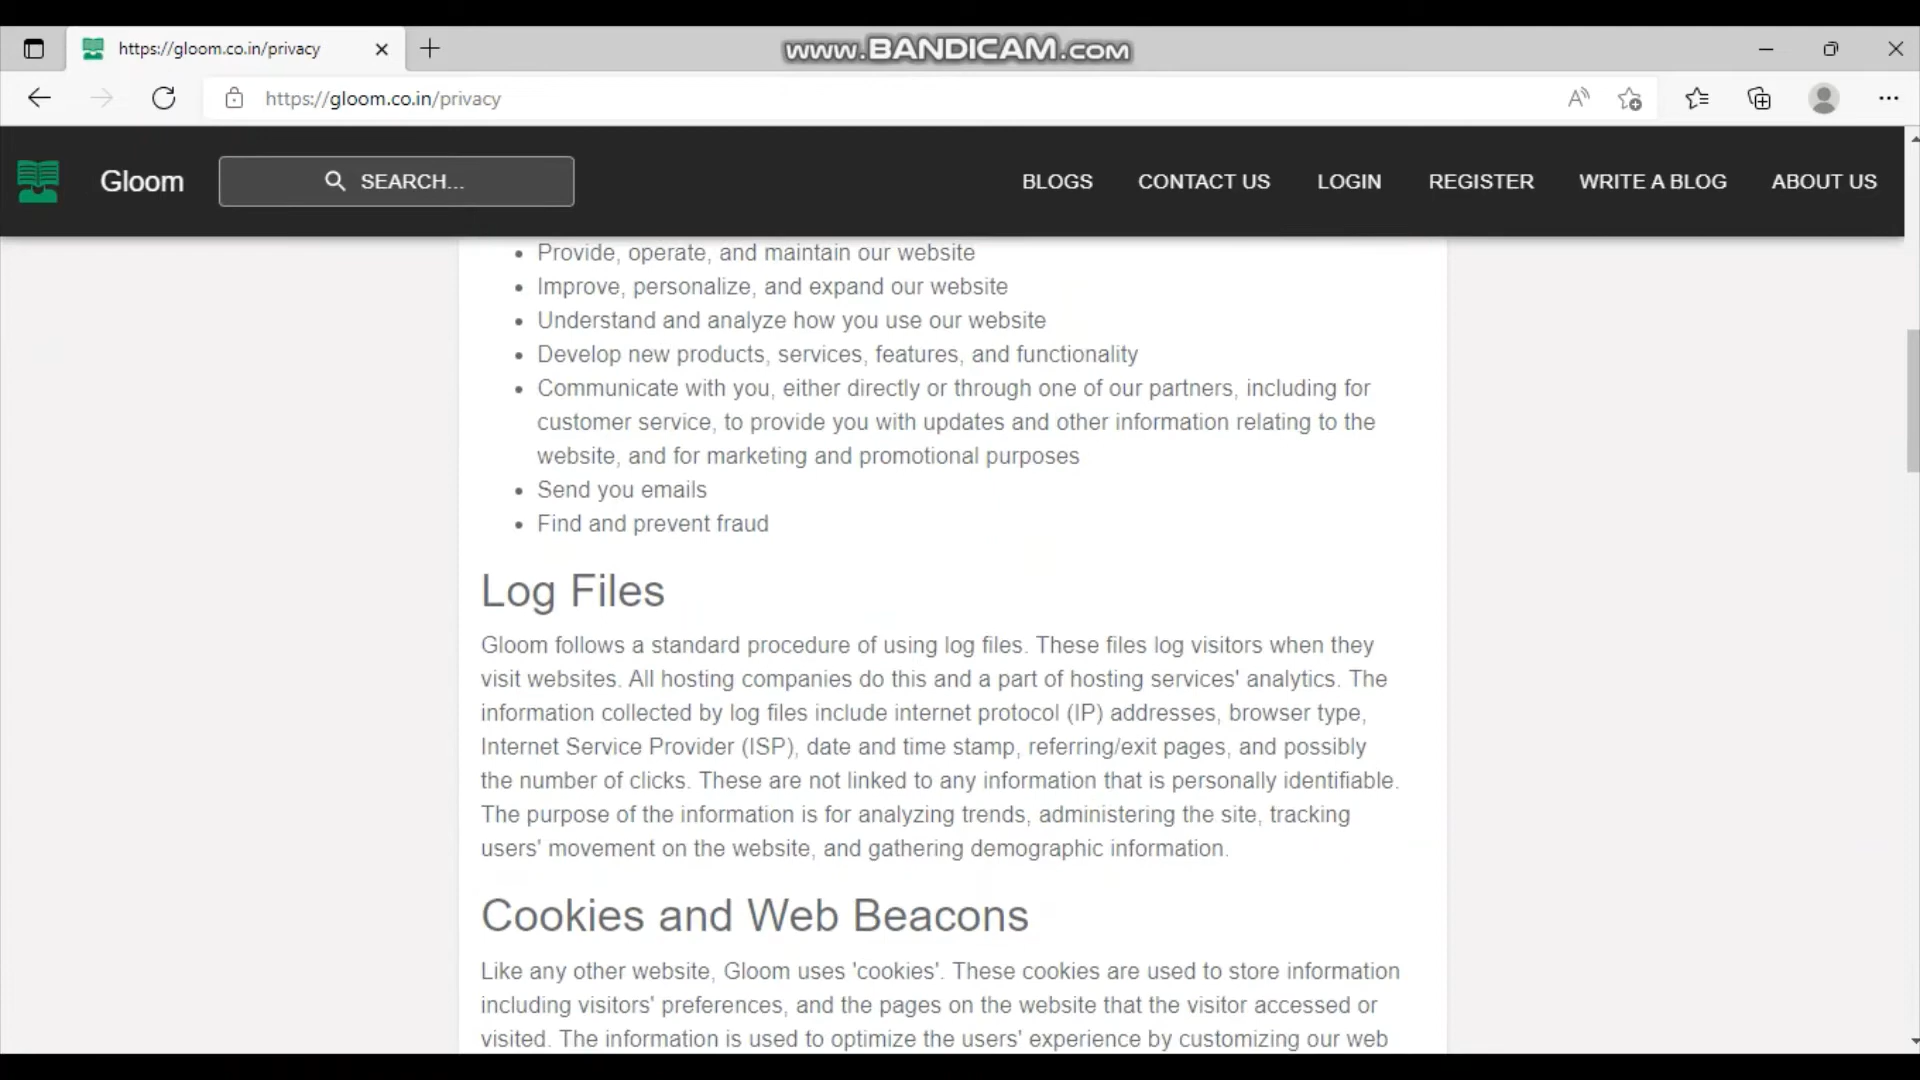 https://gloom.co.in/privacy
www.BANDICAM.com
https://gloom.co.in/privacy
Gloom
SEARCH...
BLOGS
CONTACT US
LOGIN
REGISTER
WRITE A BLOG
ABOUT US
Provide, operate, and maintain our website
Improve, personalize, and expand our website
Understand and analyze how you use our website
Develop new products, services, features, and functionality
Communicate with you, either directly or through one of our partners, including for
customer service, to provide you with updates and other information relating to the
website, and for marketing and promotional purposes
Send you emails
Find and prevent fraud
Log Files
Gloom follows a standard procedure of using log files. These files log visitors when they
visit websites. All hosting companies do this and a part of hosting services' analytics. The
information collected by log files include internet protocol (IP) addresses, browser type,
Internet Service Provider (ISP), date and time stamp, referring/exit pages, and possibly
the number of clicks. These are not linked to any information that is personally identifiable.
The purpose of the information is for analyzing trends, administering the site, tracking
users' movement on the website, and gathering demographic information.
Cookies and Web Beacons
Like any other website, Gloom uses 'cookies'. These cookies are used to store information
including visitors' preferences, and the pages on the website that the visitor accessed or
visited. The information is used to optimize the users' experience by customizing our web